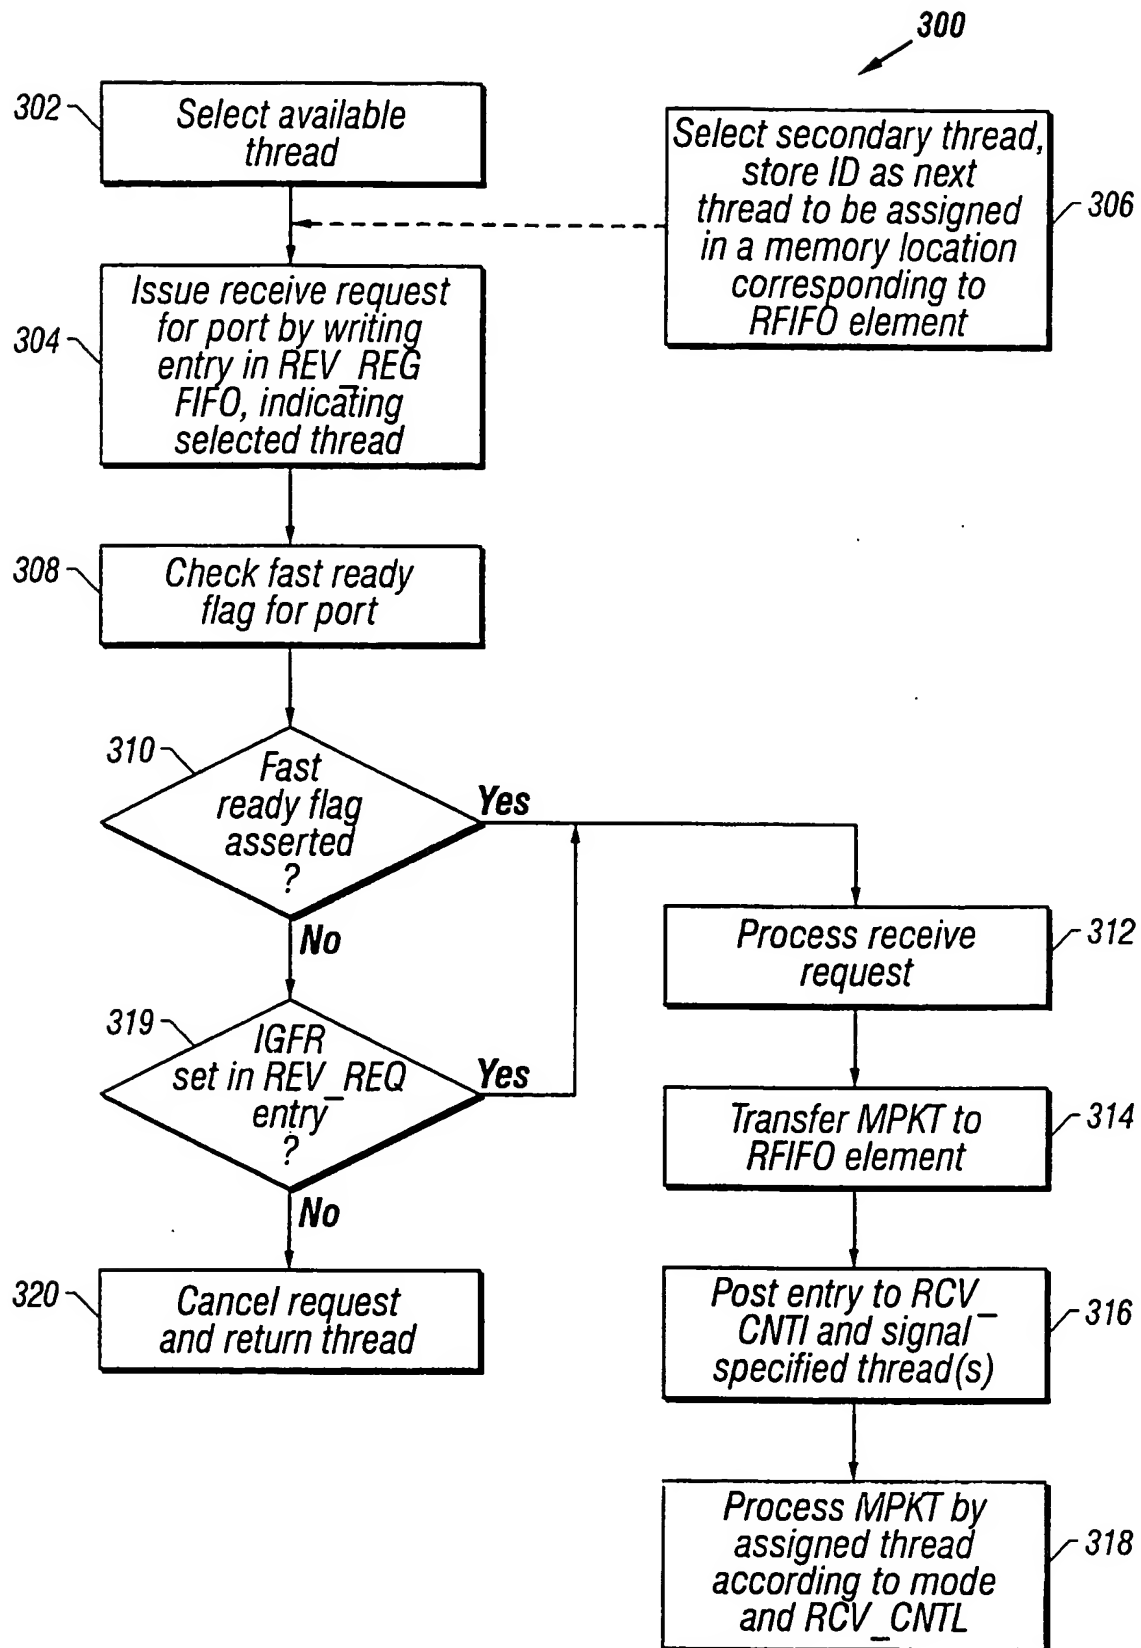 300
302
Select available
thread
Select secondary thread,
store ID as next
thread to be assigned
in a memory location
corresponding to
RFIFO element
306
304
Issue receive request
for port by writing
entry in REV_REG
FIFO, indicating
selected thread
308
Check fast ready
flag for port
310
Fast
ready flag
asserted
?
Yes
No
312
Process receive
request
319
IGFR
set in REV_REQ
entry
?
Yes
No
314
Transfer MPKT to
RFIFO element
320
Cancel request
and return thread
316
Post entry to RCV_
CNTI and signal
specified thread(s)
318
Process MPKT by
assigned thread
according to mode
and RCV_CNTL